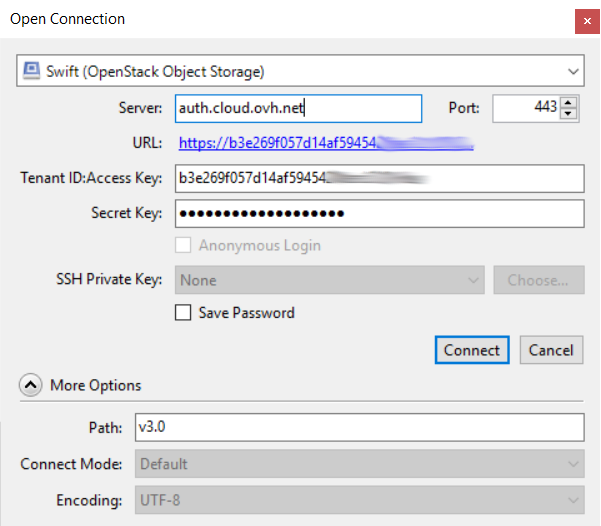 Open Connection
Swift (OpenStack Object Storage)
Server: auth.cloud.ovh.net Port: 443
URL: https://b3e269f057d14af59454
Tenant ID:Access Key: b3e269f057d14af59454
Secret Key: ●●●●●●●●●●●●●●●●●●●
Anonymous Login
SSH Private Key: None Choose...
Save Password
Connect Cancel
More Options
Path: v3.0
Connect Mode: Default
Encoding: UTF-8